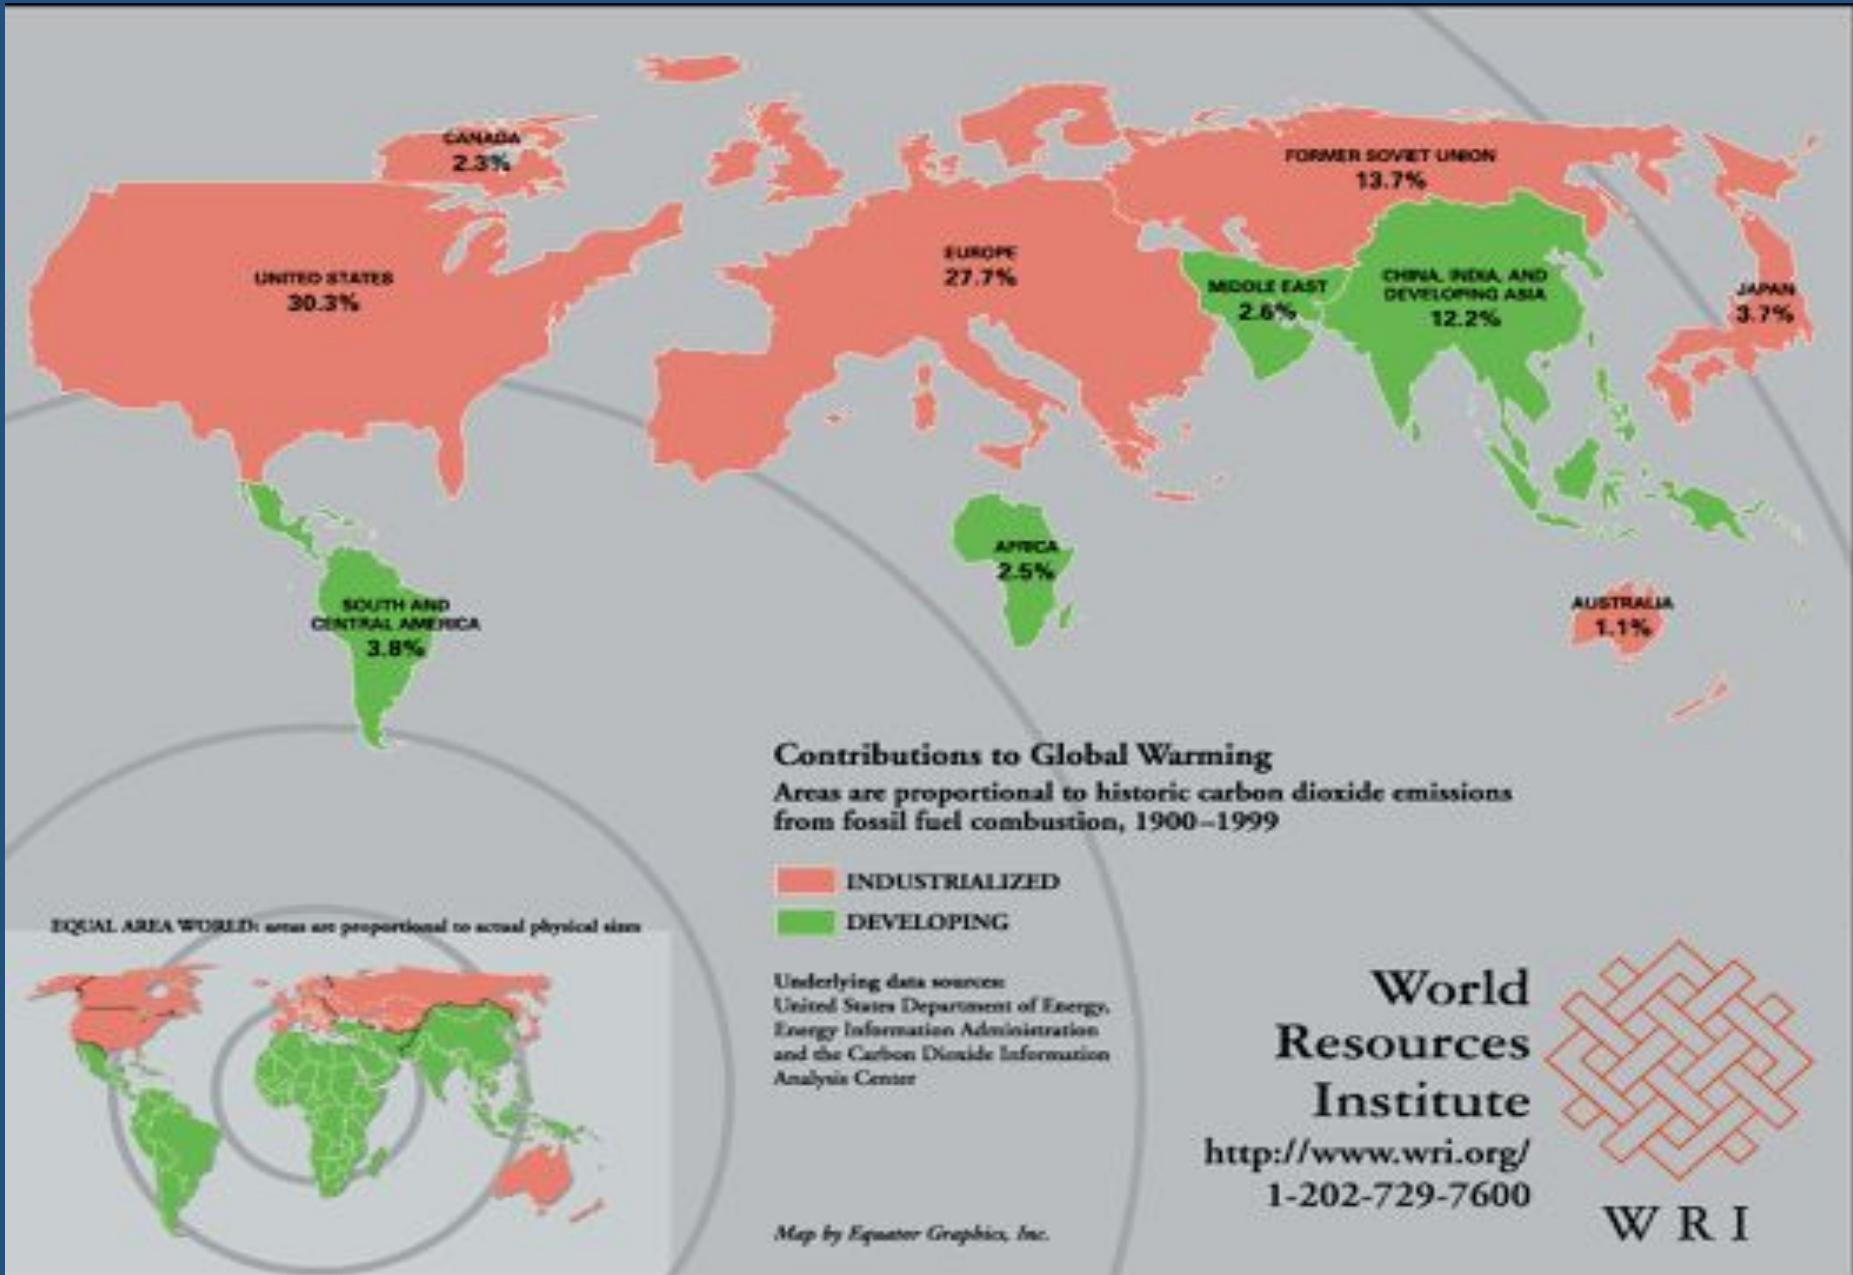 CANADA
2.3%
FORMER SOVIET UNION
13.7%
UNITED STATES
30.3%
EUROPE
27.7%
MIDDLE EAST
2.6%
CHINA, INDIA, AND
DEVELOPING ASIA
12.2%
JAPAN
3.7%
AFRICA
2.5%
SOUTH AND
CENTRAL AMERICA
3.8%
AUSTRALIA
1.1%
Contributions to Global Warming
Areas are proportional to historic carbon dioxide emissions
from fossil fuel combustion, 1900–1999
INDUSTRIALIZED
DEVELOPING
EQUAL AREA WORLD: areas are proportional to actual physical sizes
Underlying data sources:
United States Department of Energy,
Energy Information Administration
and the Carbon Dioxide Information
Analysis Center
Map by Equator Graphics, Inc.
World
Resources
Institute
http://www.wri.org/
1-202-729-7600
WRI